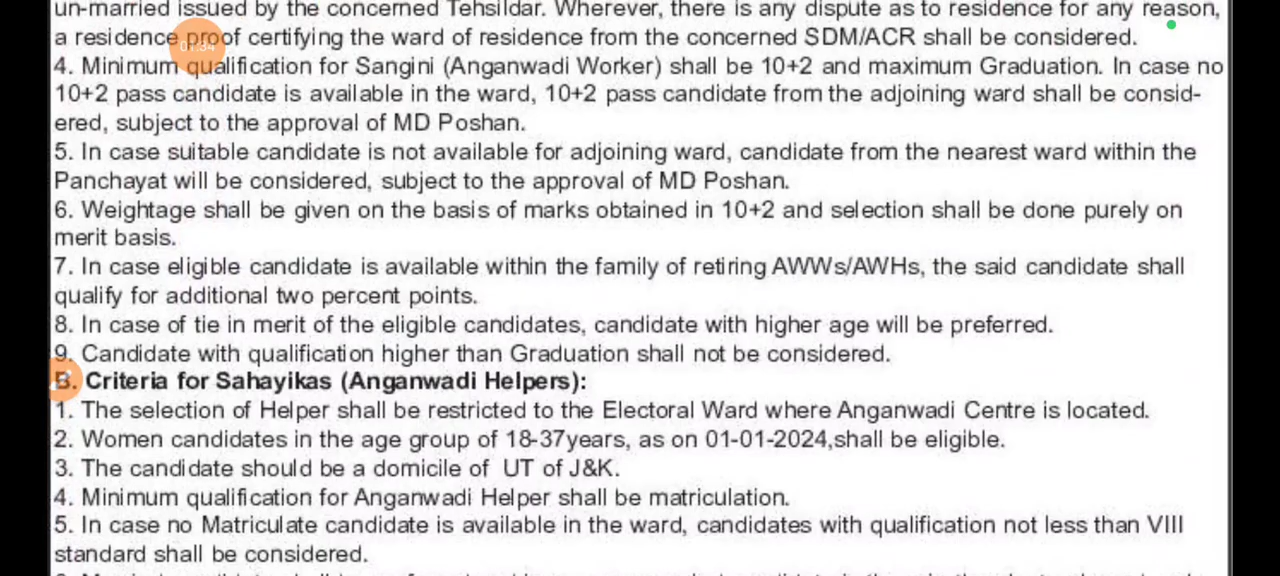 un-married issued by the concerned Tehsildar. Wherever, there is any dispute as to residence for any reason,
a residence proof certifying the ward of residence from the concerned SDM/ACR shall be considered.
01:34
4. Minimum qualification for Sangini (Anganwadi Worker) shall be 10+2 and maximum Graduation. In case no
10+2 pass candidate is available in the ward, 10+2 pass candidate from the adjoining ward shall be consid-
ered, subject to the approval of MD Poshan.
5. In case suitable candidate is not available for adjoining ward, candidate from the nearest ward within the
Panchayat will be considered, subject to the approval of MD Poshan.
6. Weightage shall be given on the basis of marks obtained in 10+2 and selection shall be done purely on
merit basis.
7. In case eligible candidate is available within the family of retiring AWWs/AWHs, the said candidate shall
qualify for additional two percent points.
8. In case of tie in merit of the eligible candidates, candidate with higher age will be preferred.
9. Candidate with qualification higher than Graduation shall not be considered.
B. Criteria for Sahayikas (Anganwadi Helpers):
1. The selection of Helper shall be restricted to the Electoral Ward where Anganwadi Centre is located.
2. Women candidates in the age group of 18-37years, as on 01-01-2024,shall be eligible.
3. The candidate should be a domicile of UT of J&K.
4. Minimum qualification for Anganwadi Helper shall be matriculation.
5. In case no Matriculate candidate is available in the ward, candidates with qualification not less than VIII
standard shall be considered.